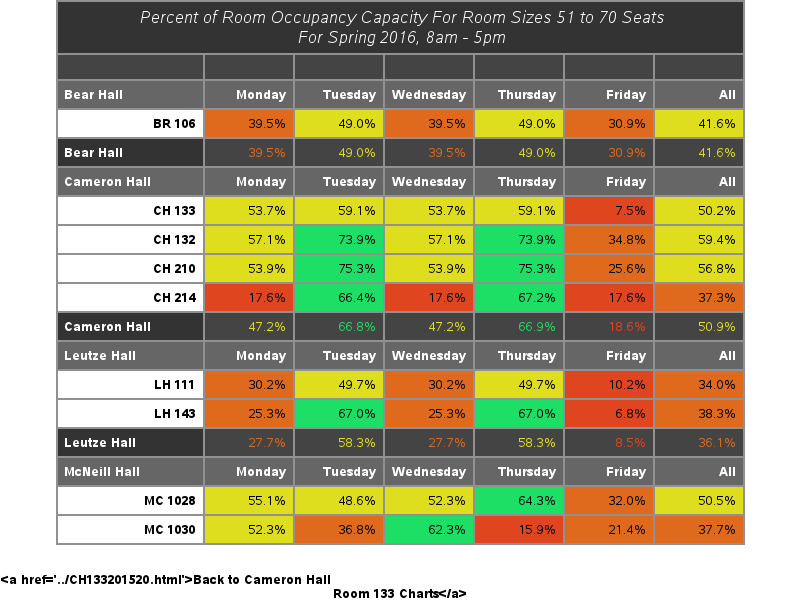 Percent of Room Occupancy Capacity For Room Sizes 51 to 70 Seats
For Spring 2016, 8am - 5pm
Bear Hall Monday Tuesday Wednesday Thursday Friday All
BR 106 39.5% 49.0% 39.5% 49.0% 30.9% 41.6%
Bear Hall 39.5% 49.0% 39.5% 49.0% 30.9% 41.6%
Cameron Hall Monday Tuesday Wednesday Thursday Friday All
CH 133 53.7% 59.1% 53.7% 59.1% 7.5% 50.2%
CH 132 57.1% 73.9% 57.1% 73.9% 34.8% 59.4%
CH 210 53.9% 75.3% 53.9% 75.3% 25.6% 56.8%
CH 214 17.6% 66.4% 17.6% 67.2% 17.6% 37.3%
Cameron Hall 47.2% 66.8% 47.2% 66.9% 18.6% 50.9%
Leutze Hall Monday Tuesday Wednesday Thursday Friday All
LH 111 30.2% 49.7% 30.2% 49.7% 10.2% 34.0%
LH 143 25.3% 67.0% 25.3% 67.0% 6.8% 38.3%
Leutze Hall 27.7% 58.3% 27.7% 58.3% 8.5% 36.1%
McNeill Hall Monday Tuesday Wednesday Thursday Friday All
MC 1028 55.1% 48.6% 52.3% 64.3% 32.0% 50.5%
MC 1030 52.3% 36.8% 62.3% 15.9% 21.4% 37.7%
<a href='../CH133201520.html'>Back to Cameron Hall
Room 133 Charts</a>